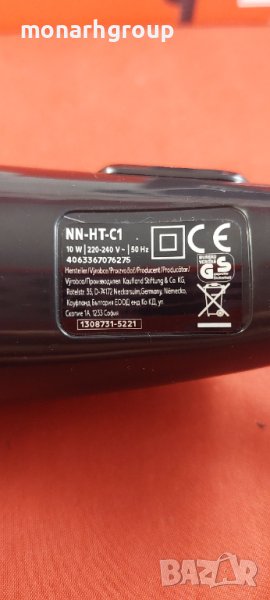 monarhgroup.com
NN-HT-C1
10 W | 220-240 V ~ | 50 Hz
4063367076275
CE
Hersteller/Výrobce/Proizvođač/Producent/Producător/
Výrobca/Производител: Kaufland Stiftung & Co. KG,
Rötelstr. 35, D-74172 Neckarsulm, Germany, Německo,
Кауфланд България ЕООД енд Ко КД, ул.
Скопие 1А, 1233 София
1308731-5221
GS
BAZAR